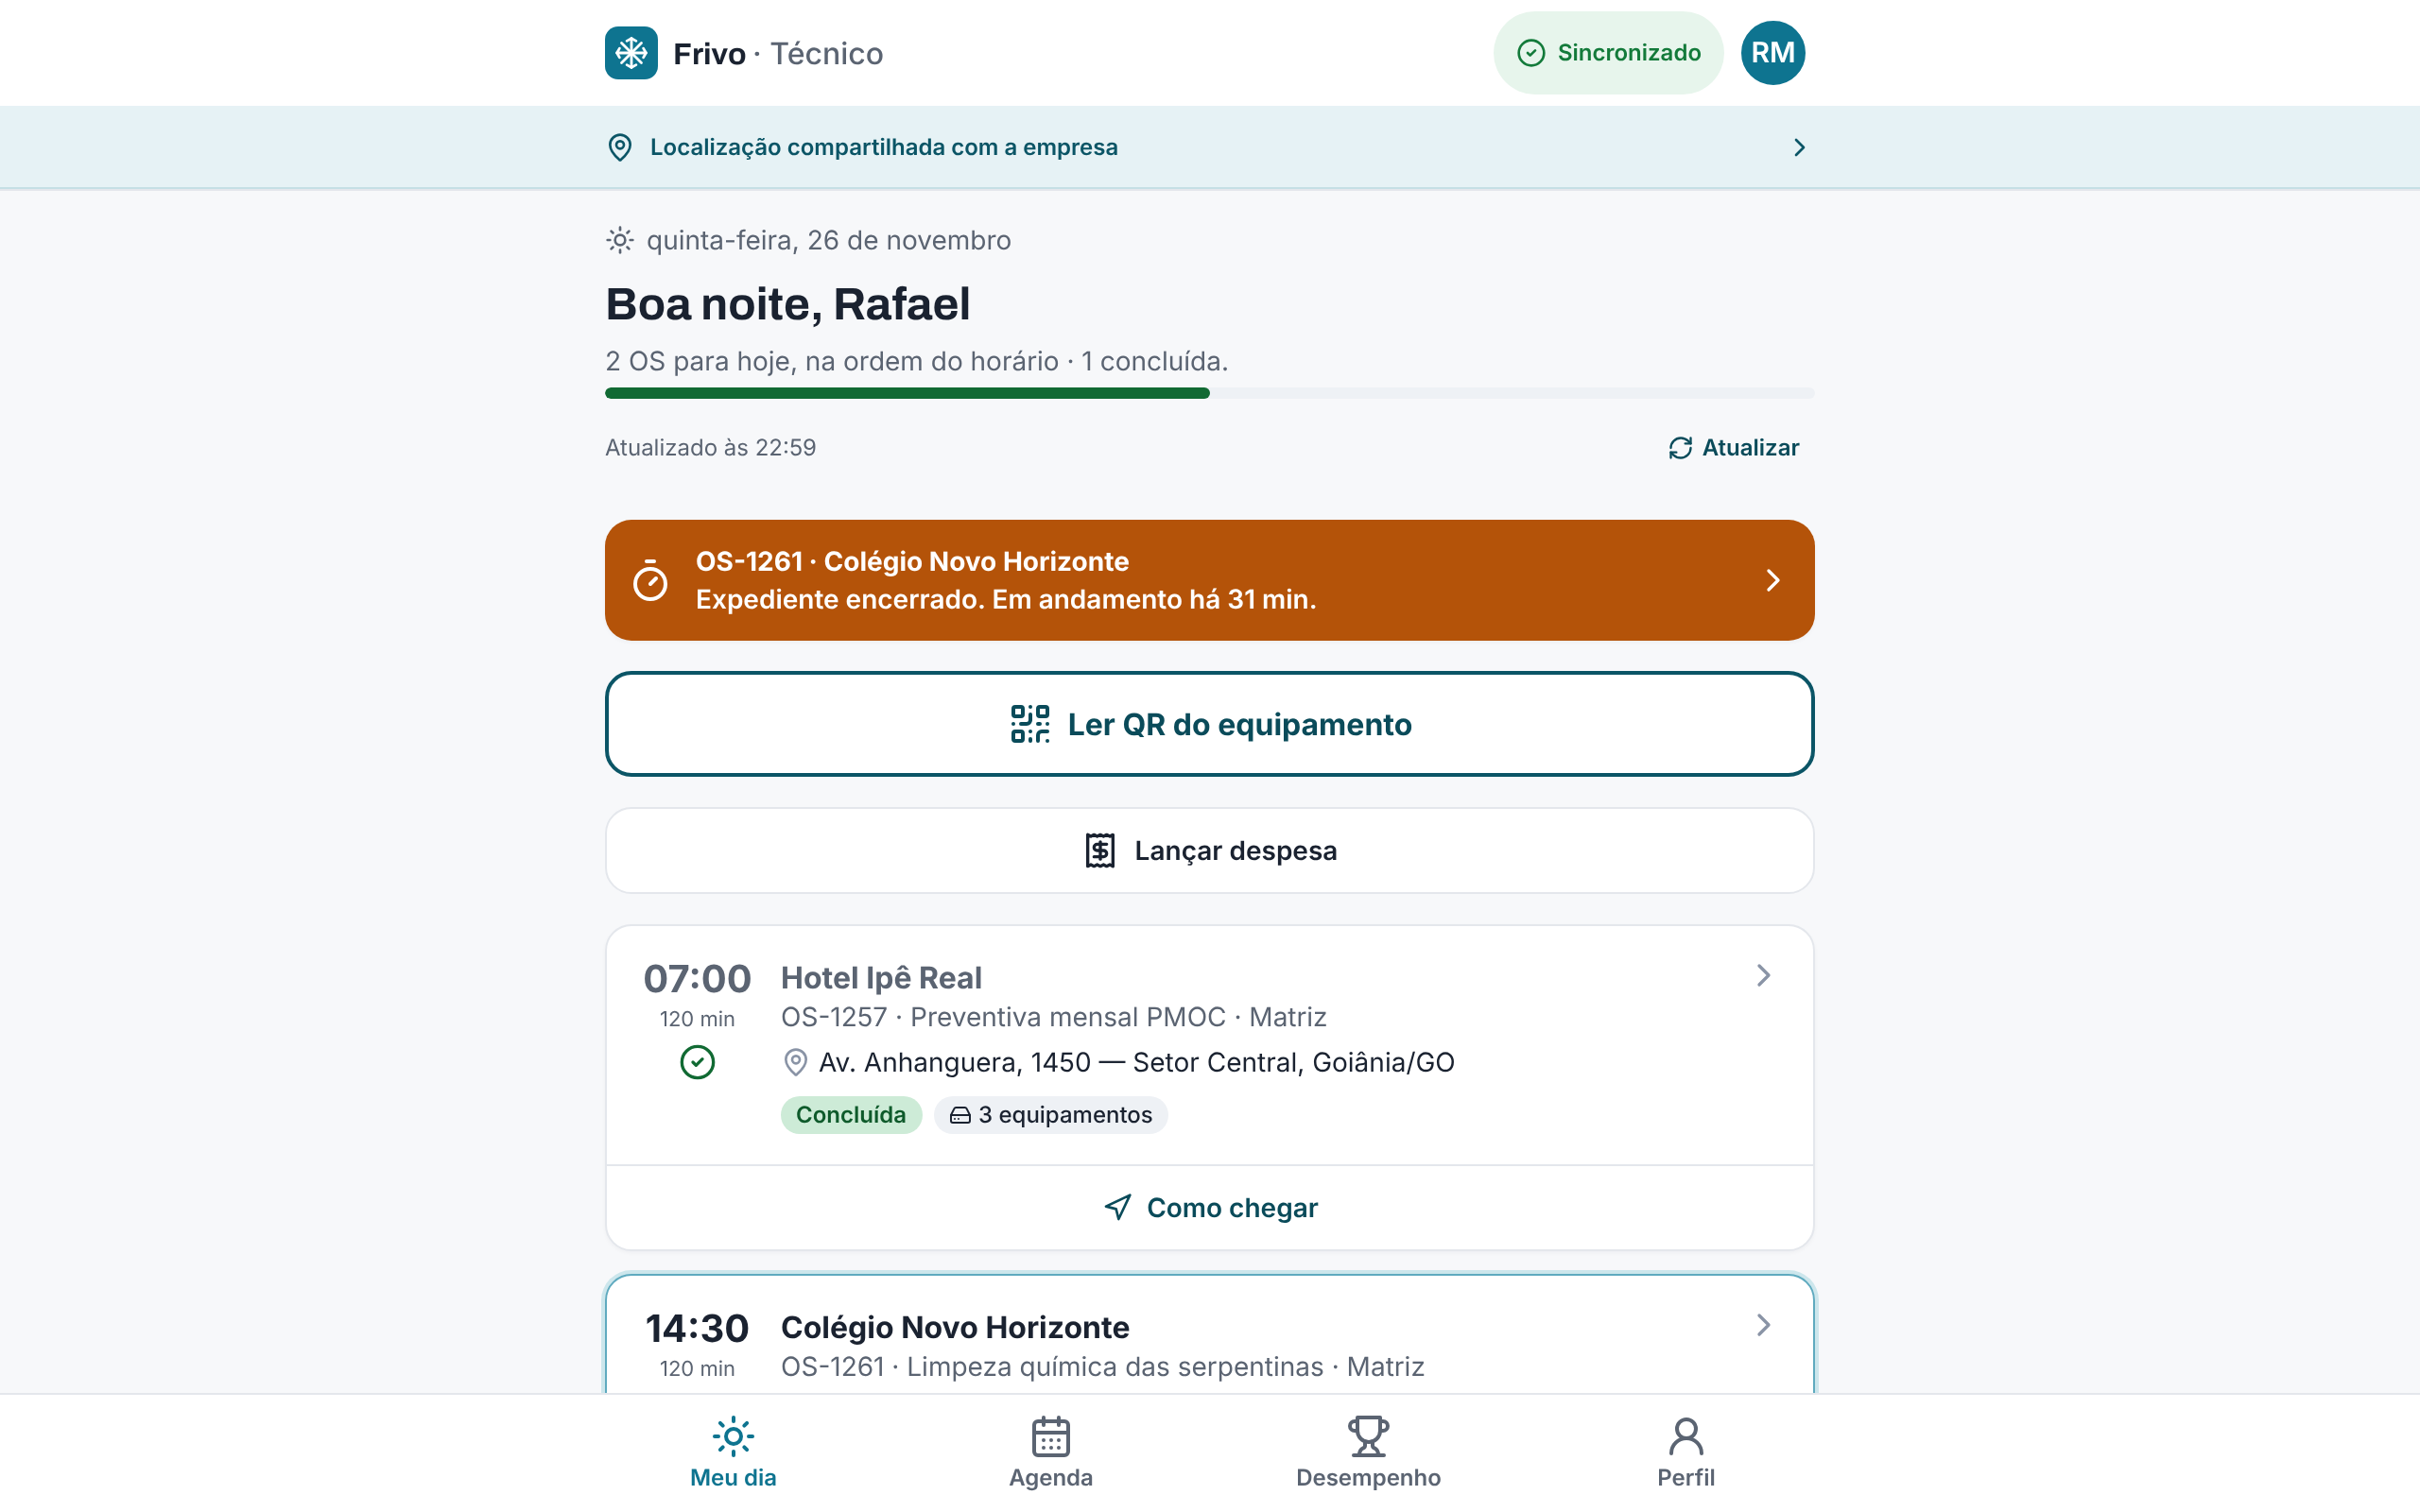 Frivo · Técnico
Sincronizado
RM
Localização compartilhada com a empresa
quinta-feira, 26 de novembro
Boa noite, Rafael
2 OS para hoje, na ordem do horário · 1 concluída.
Atualizado às 22:59
Atualizar
OS-1261 · Colégio Novo Horizonte
Expediente encerrado. Em andamento há 31 min.
Ler QR do equipamento
Lançar despesa
07:00
Hotel Ipê Real
120 min
OS-1257 · Preventiva mensal PMOC · Matriz
Av. Anhanguera, 1450 — Setor Central, Goiânia/GO
Concluída
3 equipamentos
Como chegar
14:30
Colégio Novo Horizonte
120 min
OS-1261 · Limpeza química das serpentinas · Matriz
Meu dia
Agenda
Desempenho
Perfil